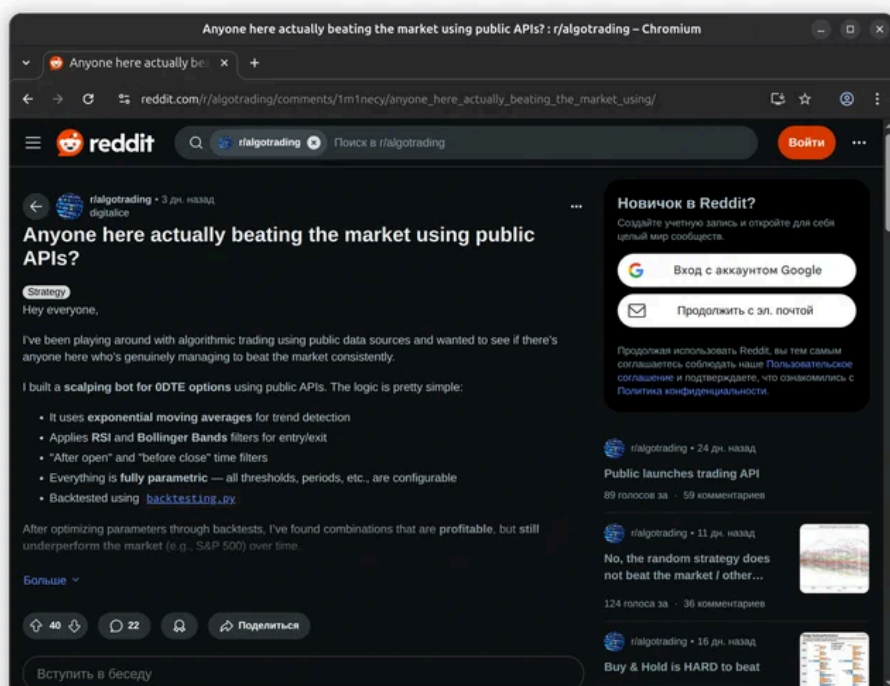 Anyone here actually beating the market using public APIs? : r/algotrading – Chromium
Anyone here actually bea
reddit.com/r/algotrading/comments/1m1necy/anyone_here_actually_beating_the_market_using/
reddit
r/algotrading
Поиск в r/algotrading
Войти
r/algotrading • 3 дн. назад
digitalice
Anyone here actually beating the market using public
APIs?
Strategy
Hey everyone,
I've been playing around with algorithmic trading using public data sources and wanted to see if there's
anyone here who's genuinely managing to beat the market consistently.
I built a scalping bot for 0DTE options using public APIs. The logic is pretty simple:
• It uses exponential moving averages for trend detection
• Applies RSI and Bollinger Bands filters for entry/exit
• "After open" and "before close" time filters
• Everything is fully parametric — all thresholds, periods, etc., are configurable
• Backtested using backtesting.py
After optimizing parameters through backtests, I've found combinations that are profitable, but still
underperform the market (e.g., S&P 500) over time.
Больше
40
22
Поделиться
Вступить в беседу
Новичок в Reddit?
Создайте учетную запись и откройте для себя
целый мир сообществ.
Вход с аккаунтом Google
Продолжить с эл. почтой
Продолжая использовать Reddit, вы тем самым
соглашаетесь соблюдать наше Пользовательское
соглашение и подтверждаете, что ознакомились с
Политика конфиденциальности.
r/algotrading • 24 дн. назад
Public launches trading API
89 голосов за · 59 комментариев
r/algotrading • 11 дн. назад
No, the random strategy does
not beat the market / other...
124 голоса за · 36 комментариев
r/algotrading • 16 дн. назад
Buy & Hold is HARD to beat